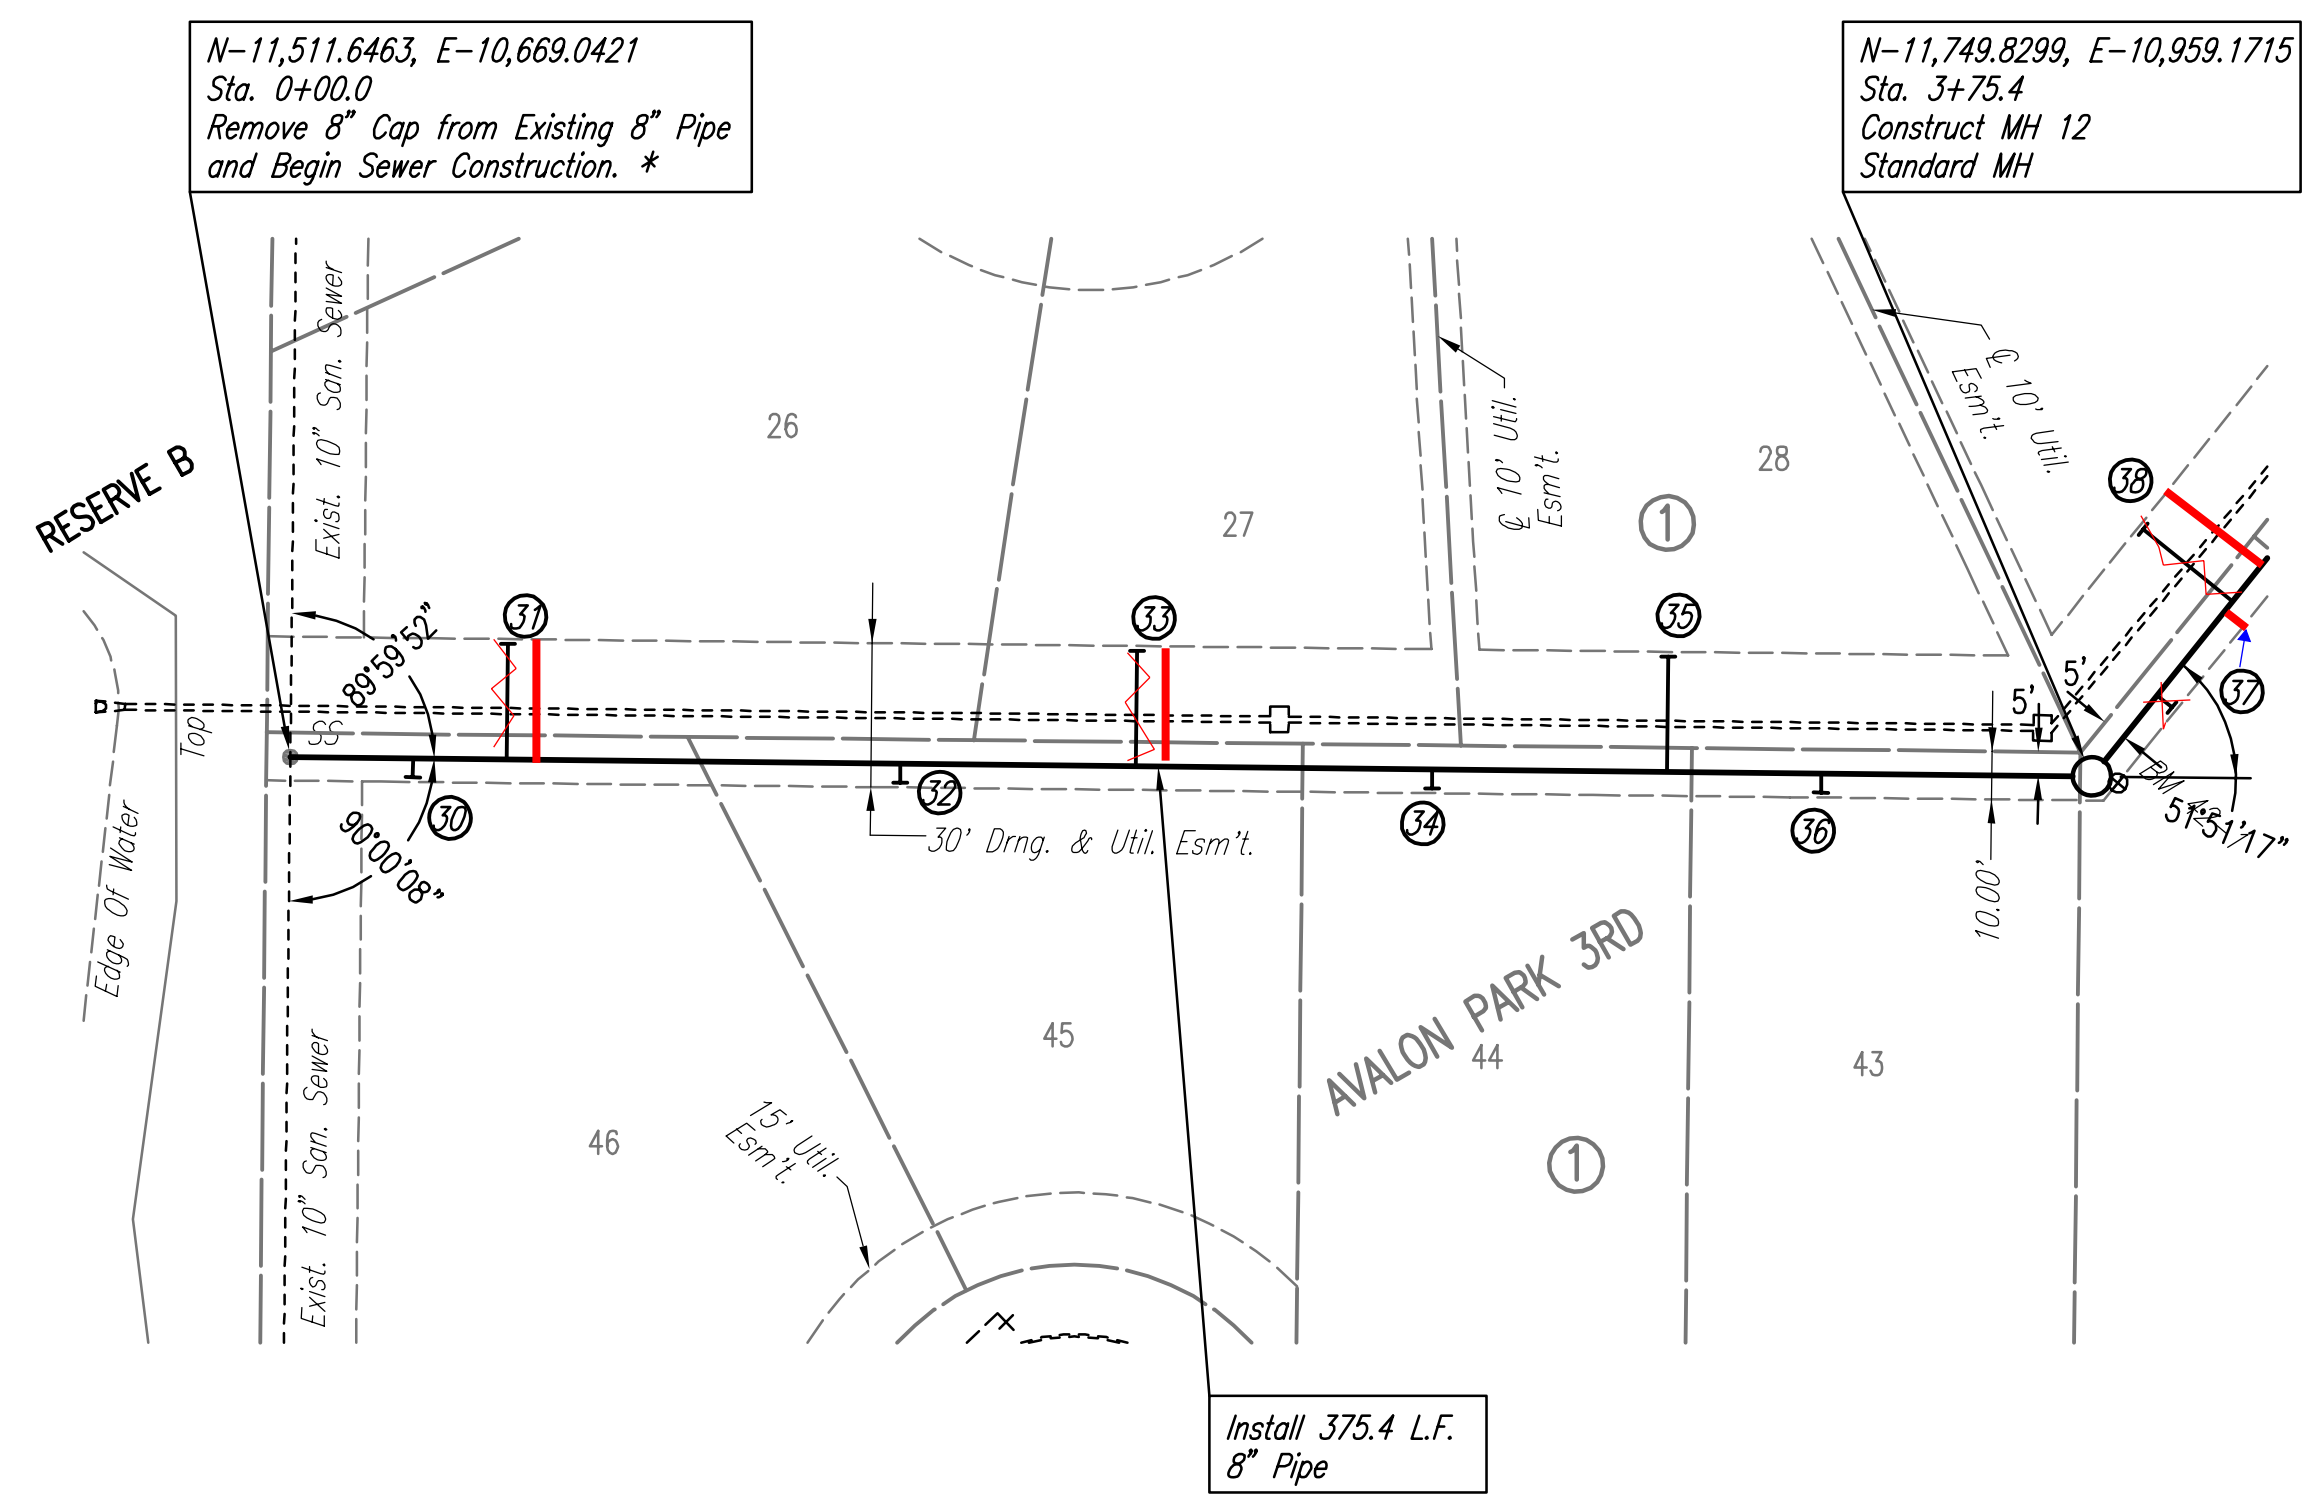 N-11,511.6463, E-10,669.0421
Sta. 0+00.0
Remove 8" Cap from Existing 8" Pipe
and Begin Sewer Construction. *
N-11,749.8299, E-10,959.1715
Sta. 3+75.4
Construct MH 12
Standard MH
Exist. 10" San. Sewer
RESERVE B
26
27
28
1
℄ 10' Util.
Esm't.
℄ 10' Util.
Esm't.
38
31
33
35
37
89°59'52"
5'
5'
Top
SS
30
32
34
36
BM
51°51'17"
90°00'08"
30' Drng. & Util. Esm't.
10.00'
Edge Of Water
AVALON PARK 3RD
45
44
43
46
1
15' Util.
Esm't.
Exist. 10" San. Sewer
Install 375.4 L.F.
8" Pipe